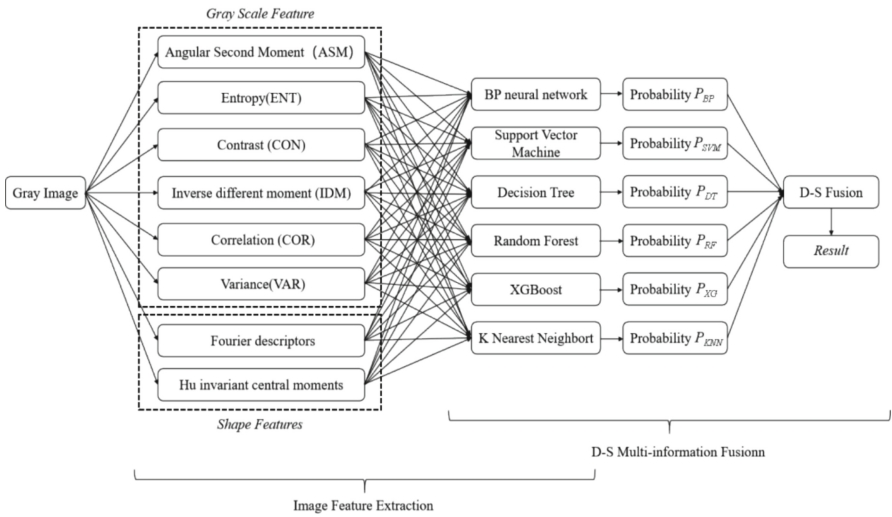 Gray Scale Feature
Angular Second Moment（ASM）
Entropy(ENT)
Contrast (CON)
Inverse different moment (IDM)
Correlation (COR)
Variance(VAR)
Fourier descriptors
Hu invariant central moments
Shape Features
Gray Image
BP neural network
Support Vector
Machine
Decision Tree
Random Forest
XGBoost
K Nearest Neighbort
Probability P_BP
Probability P_SVM
Probability P_DT
Probability P_RF
Probability P_XG
Probability P_KNN
D-S Fusion
Result
D-S Multi-information Fusionn
Image Feature Extraction